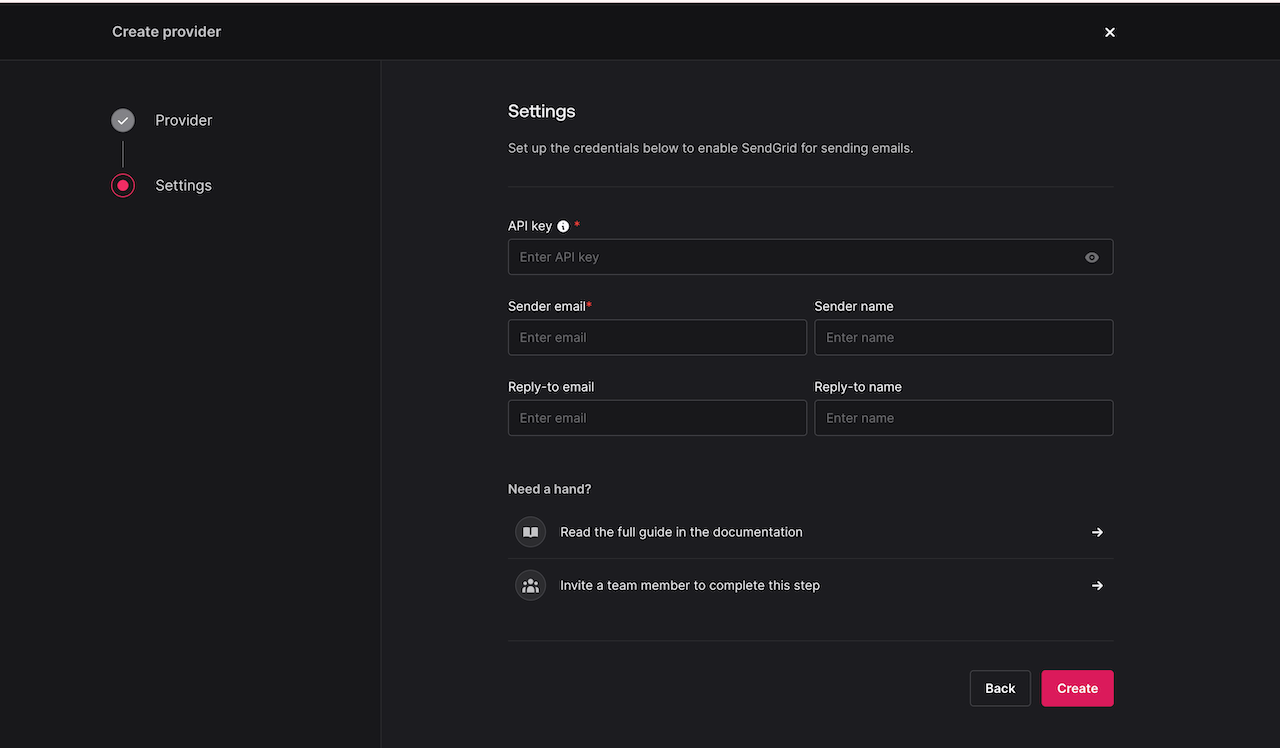 Create provider
Provider
Settings
Settings
Set up the credentials below to enable SendGrid for sending emails.
API key *
Enter API key
Sender email*
Sender name
Enter email
Enter name
Reply-to email
Reply-to name
Enter email
Enter name
Need a hand?
Read the full guide in the documentation
Invite a team member to complete this step
Back
Create